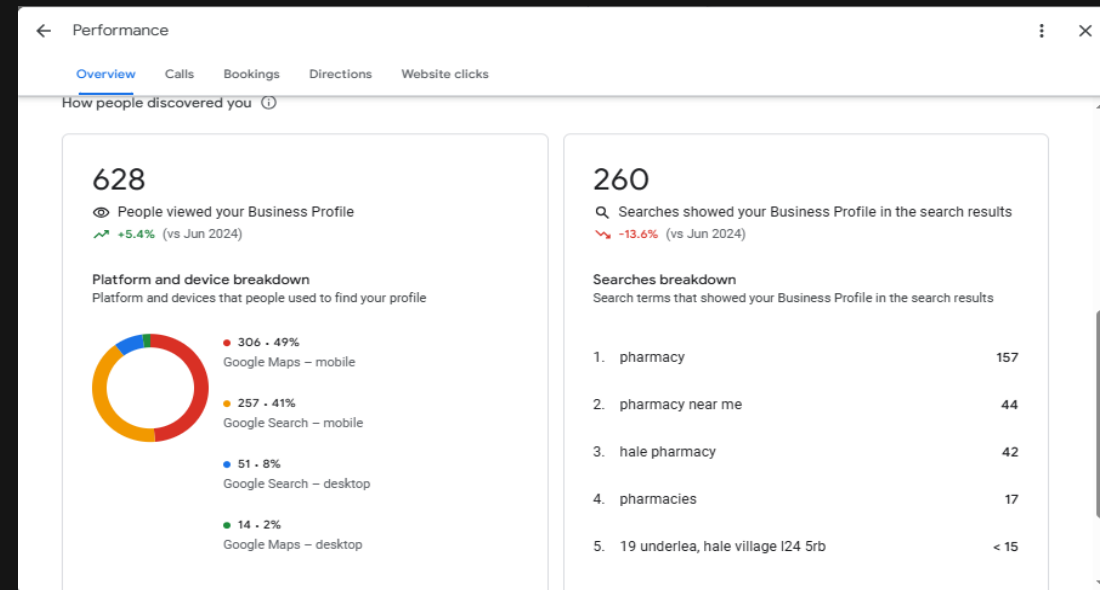 Performance
Overview Calls Bookings Directions Website clicks
How people discovered you
628
People viewed your Business Profile
+5.4% (vs Jun 2024)
Platform and device breakdown
Platform and devices that people used to find your profile
306 • 49%
Google Maps – mobile
257 • 41%
Google Search – mobile
51 • 8%
Google Search – desktop
14 • 2%
Google Maps – desktop
260
Searches showed your Business Profile in the search results
-13.6% (vs Jun 2024)
Searches breakdown
Search terms that showed your Business Profile in the search results
1. pharmacy 157
2. pharmacy near me 44
3. hale pharmacy 42
4. pharmacies 17
5. 19 underlea, hale village l24 5rb < 15